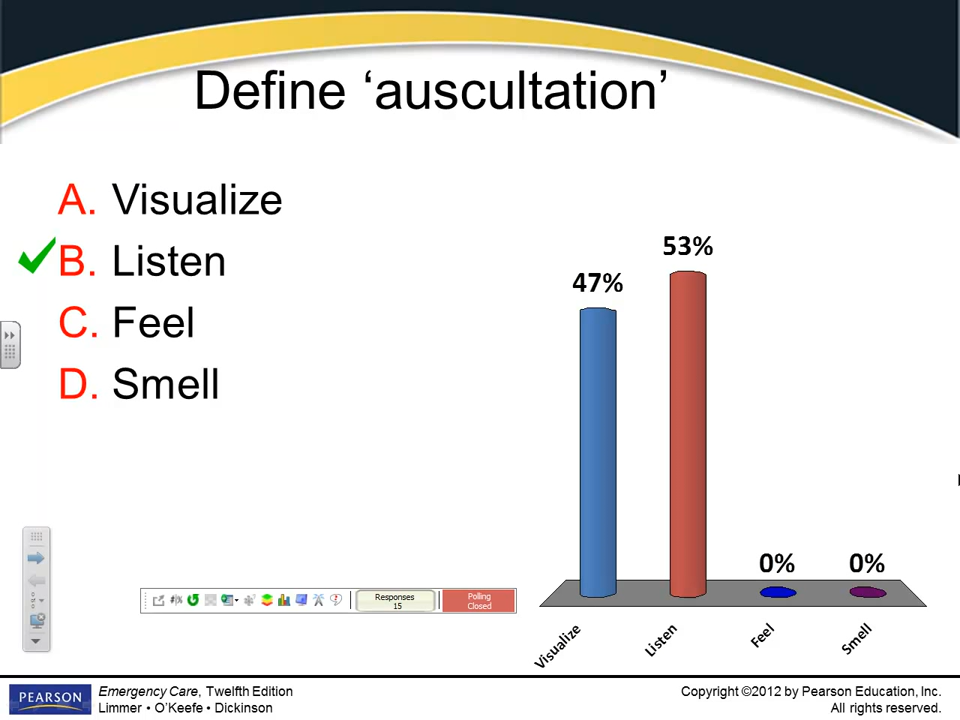 Define ‘auscultation’
A. Visualize
B. Listen
C. Feel
D. Smell
53%
47%
0% 0%
Visualize
Listen
Feel
Smell
Responses
15
Polling
Closed
PEARSON
Emergency Care, Twelfth Edition
Limmer • O’Keefe • Dickinson
Copyright ©2012 by Pearson Education, Inc.
All rights reserved.